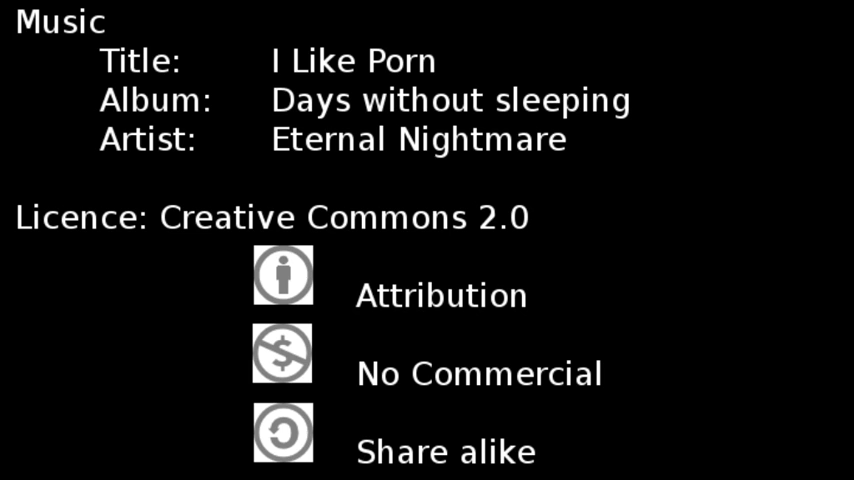 Music
Title: I Like Porn
Album: Days without sleeping
Artist: Eternal Nightmare
Licence: Creative Commons 2.0
Attribution
No Commercial
Share alike